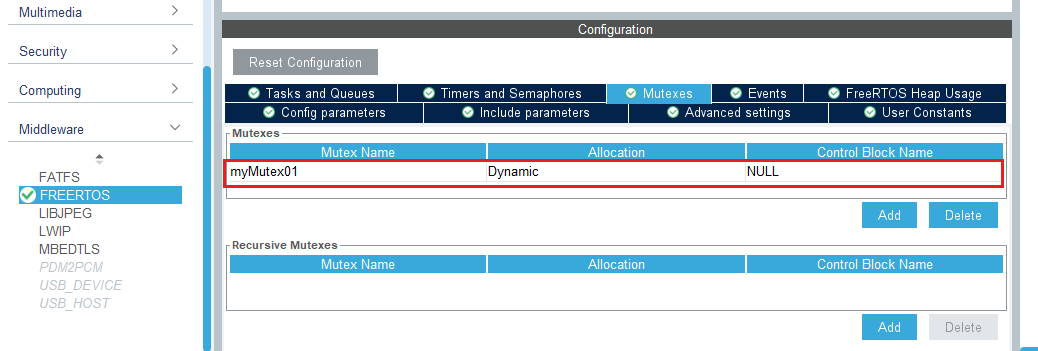 Multimedia
Security
Computing
Middleware
FATFS
FREERTOS
LIBJPEG
LWIP
MBEDTLS
PDM2PCM
USB_DEVICE
USB_HOST
Configuration
Reset Configuration
Tasks and Queues Timers and Semaphores Mutexes Events FreeRTOS Heap Usage
Config parameters Include parameters Advanced settings User Constants
Mutexes
Mutex Name Allocation Control Block Name
myMutex01 Dynamic NULL
Add Delete
Recursive Mutexes
Mutex Name Allocation Control Block Name
Add Delete